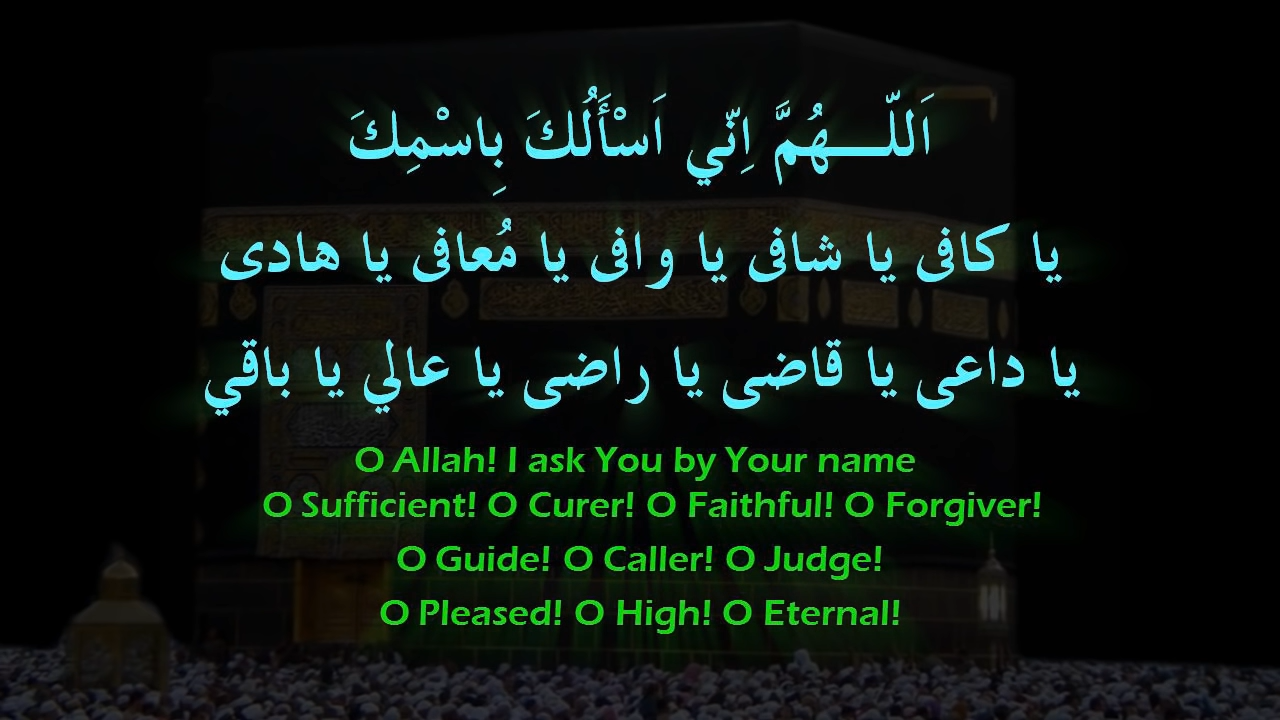 اَللّـــهُمَّ اِنّي اَسْأَلُكَ بِاسْمِكَ
يا كافى يا شافى يا وافى يا مُعافى يا هادى
يا داعى يا قاضى يا راضى يا عالي يا باقي
O Allah! I ask You by Your name
O Sufficient! O Curer! O Faithful! O Forgiver!
O Guide! O Caller! O Judge!
O Pleased! O High! O Eternal!